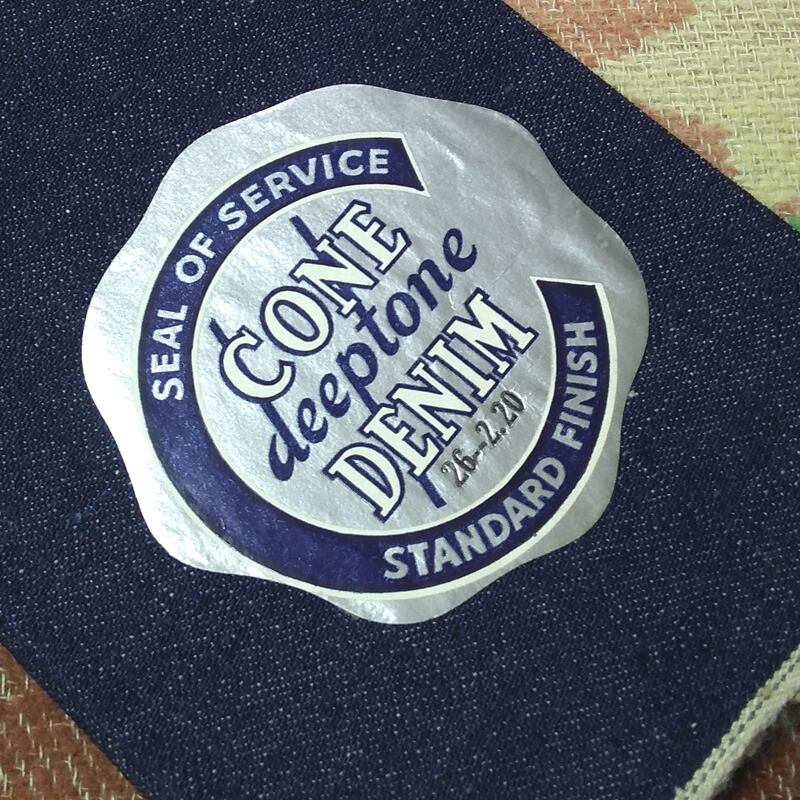 SEAL OF SERVICE
CONE
deeptone
DENIM
26--2.20
STANDARD FINISH